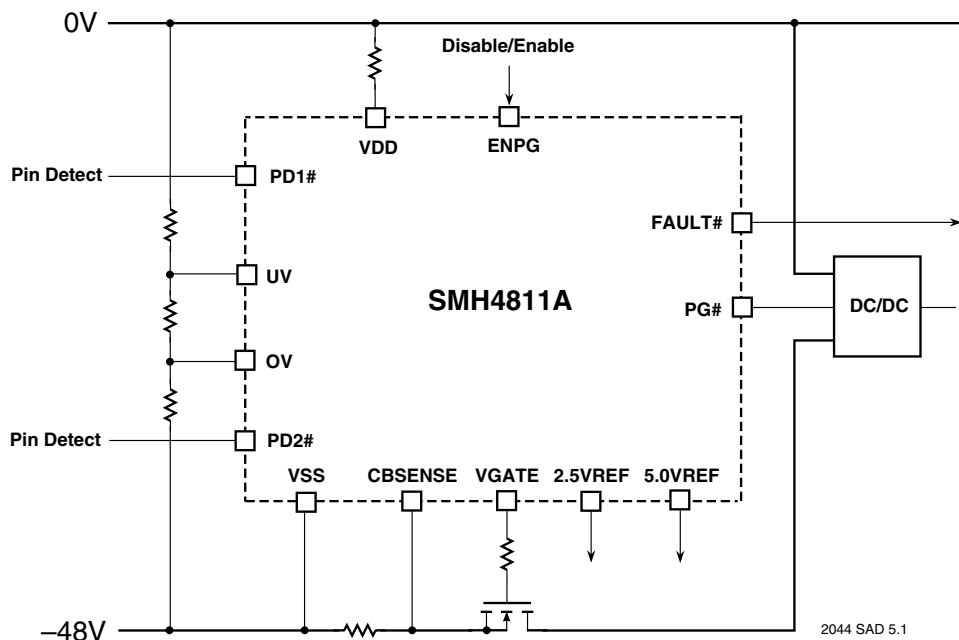 0V
Disable/Enable
VDD
ENPG
Pin Detect
PD1#
FAULT#
UV
SMH4811A
PG#
DC/DC
OV
Pin Detect
PD2#
VSS
CBSENSE
VGATE
2.5VREF
5.0VREF
–48V
2044 SAD 5.1